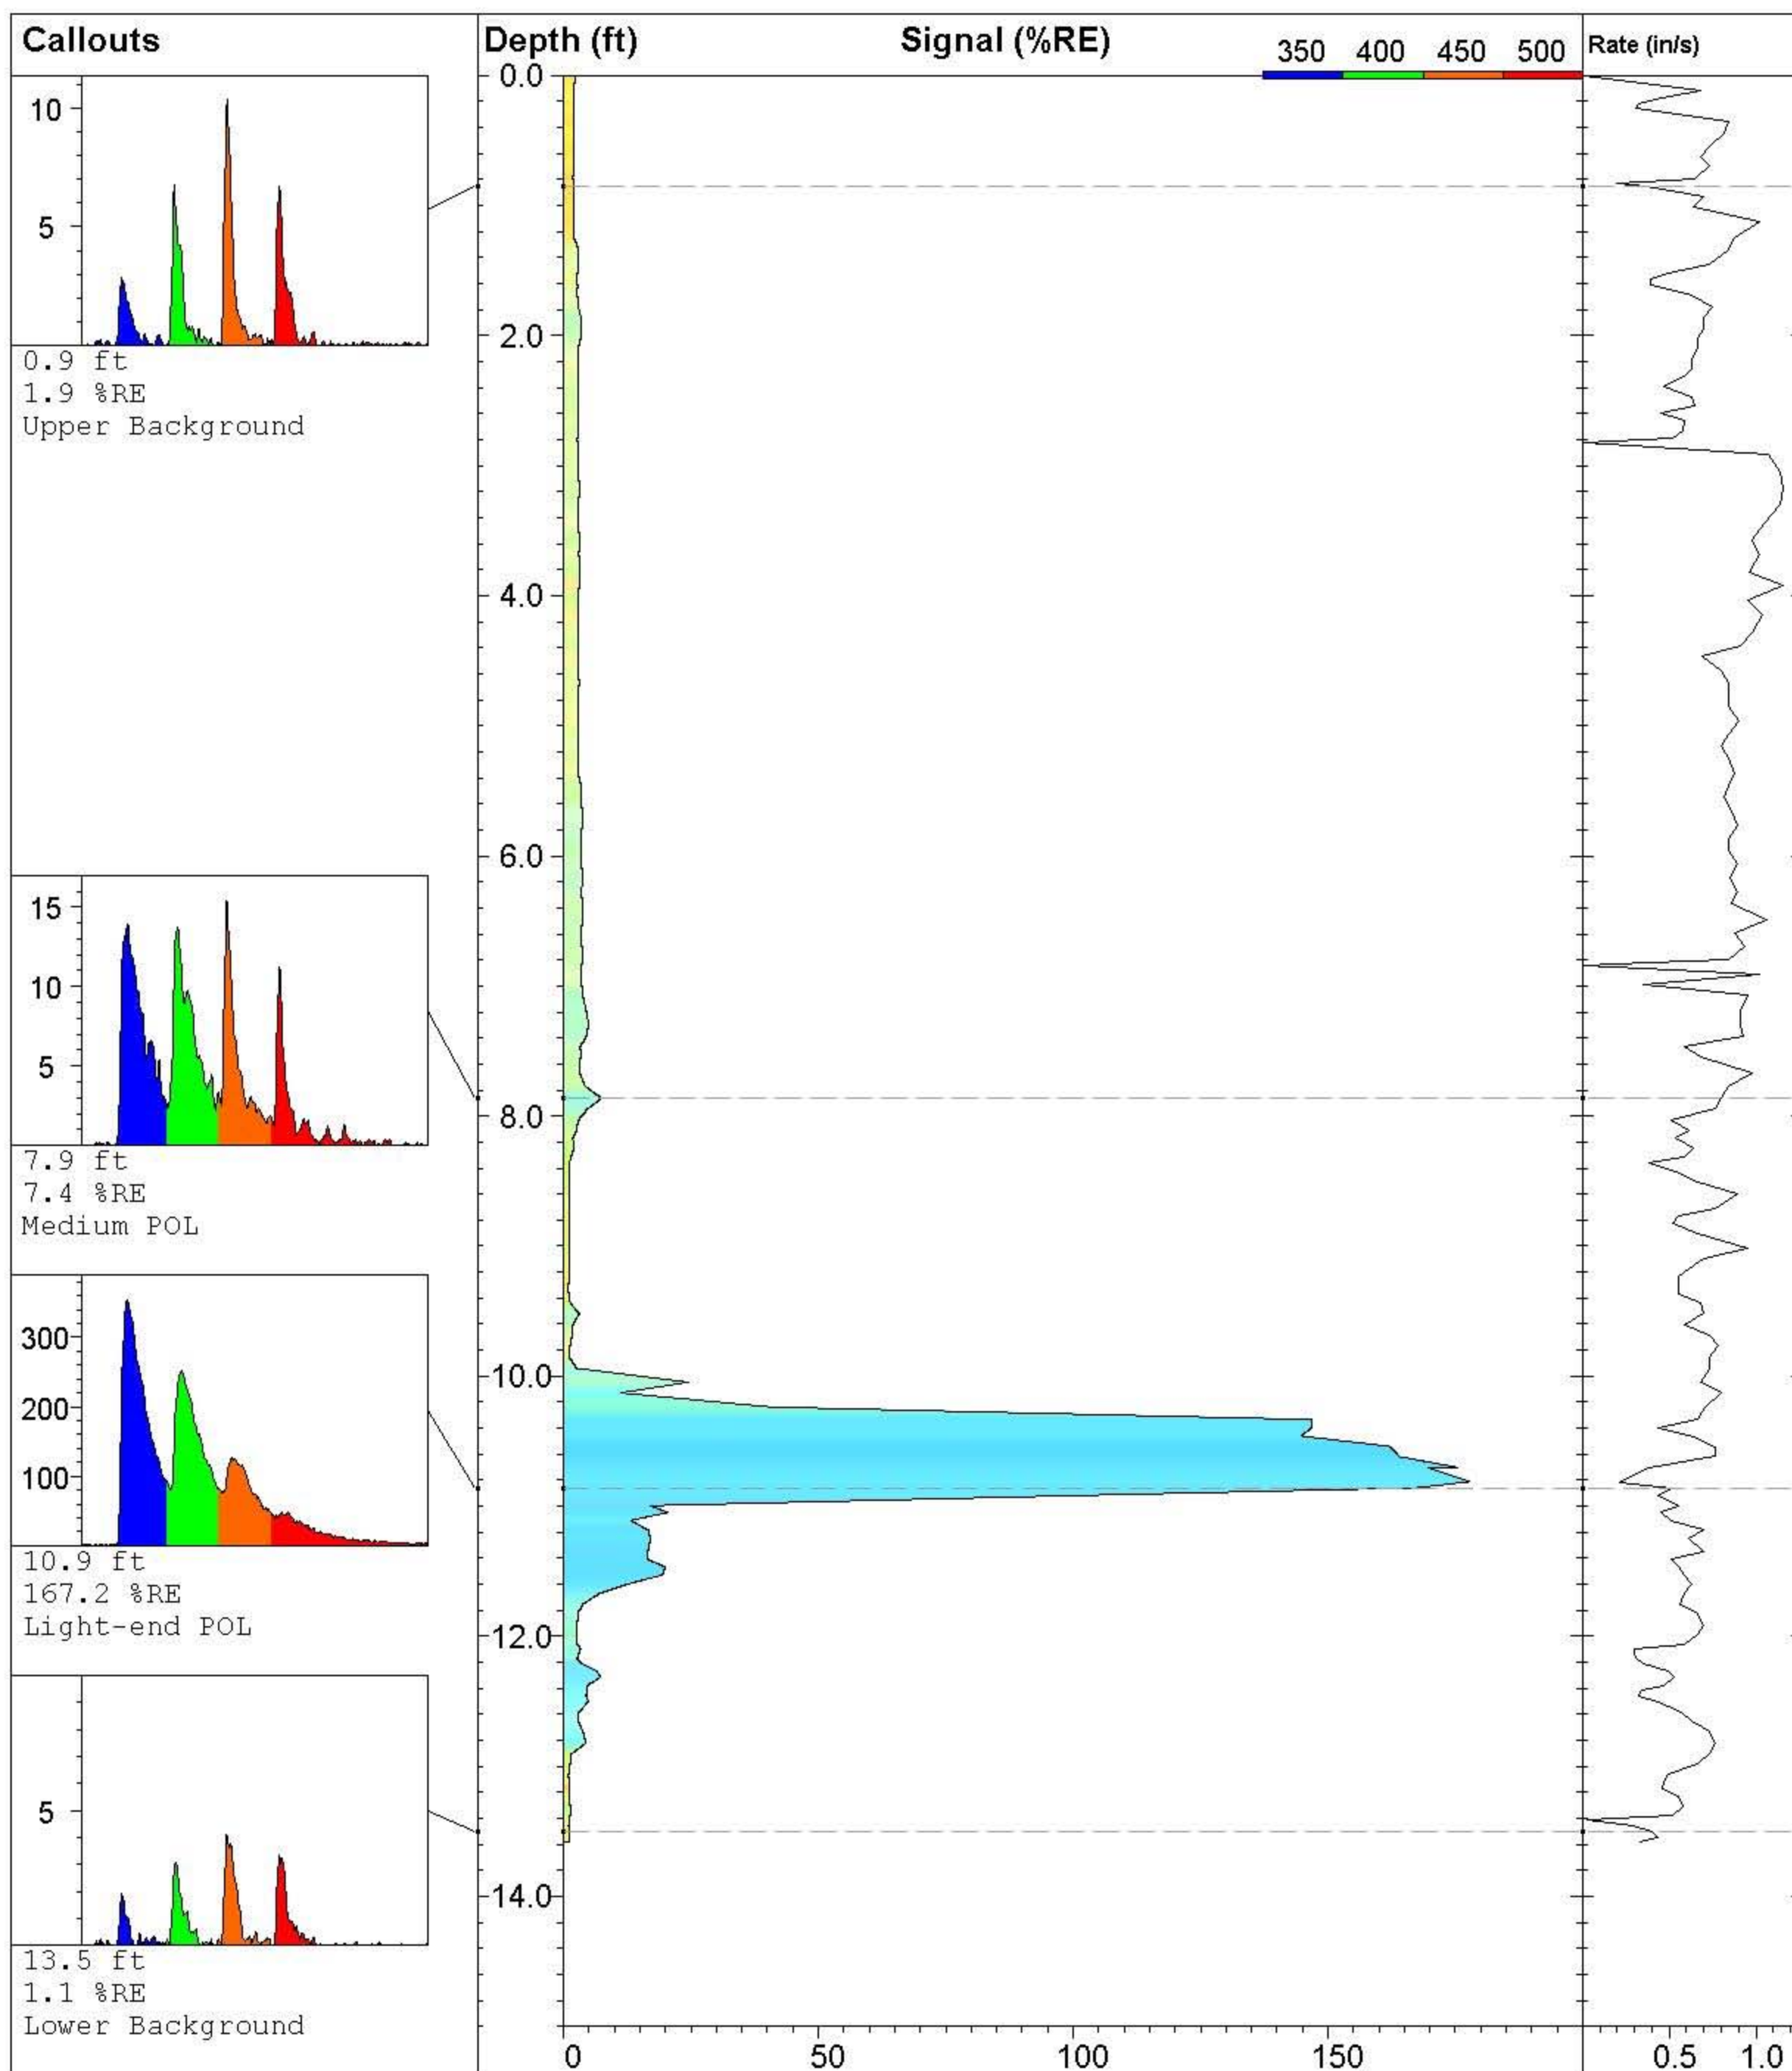 Callouts
Depth (ft)
Signal (%RE)
350 400 450 500
Rate (in/s)
10
5
0.9 ft
1.9 %RE
Upper Background
15
10
5
7.9 ft
7.4 %RE
Medium POL
300
200
100
10.9 ft
167.2 %RE
Light-end POL
5
13.5 ft
1.1 %RE
Lower Background
0.0
2.0
4.0
6.0
8.0
10.0
12.0
14.0
0 50 100 150
0.5 1.0